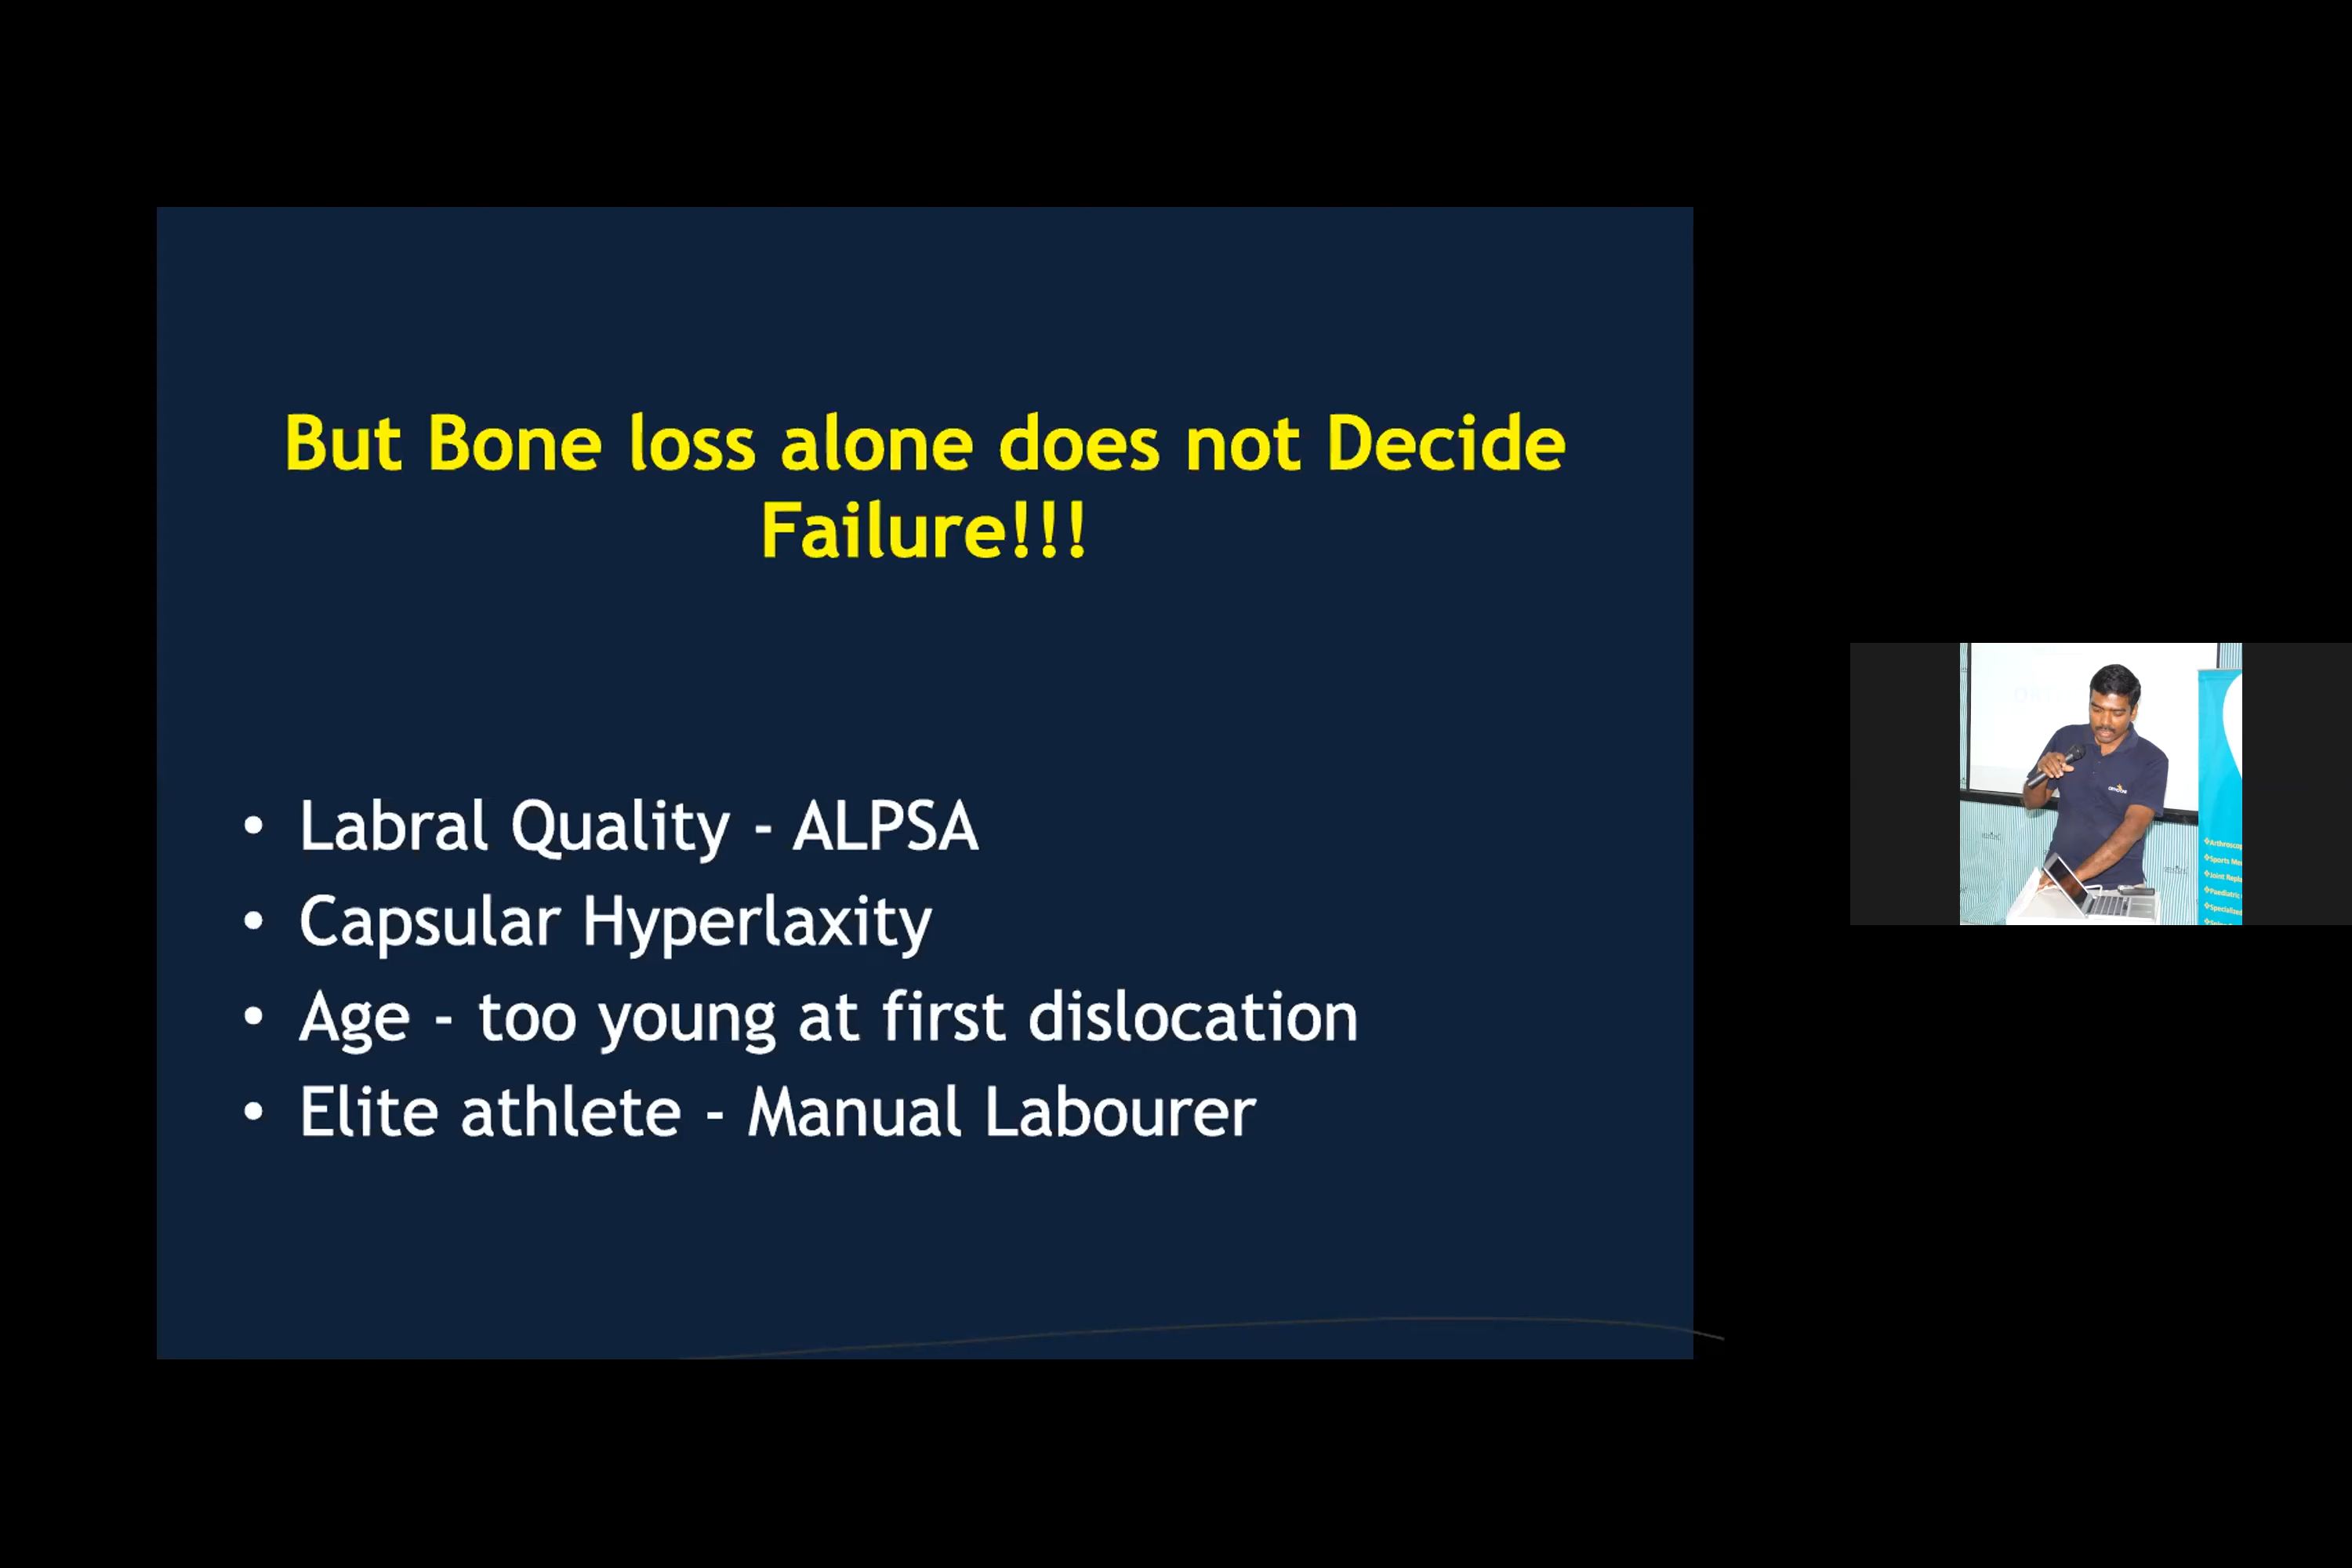 But Bone loss alone does not Decide
Failure!!!
• Labral Quality - ALPSA
• Capsular Hyperlaxity
• Age - too young at first dislocation
• Elite athlete - Manual Labourer